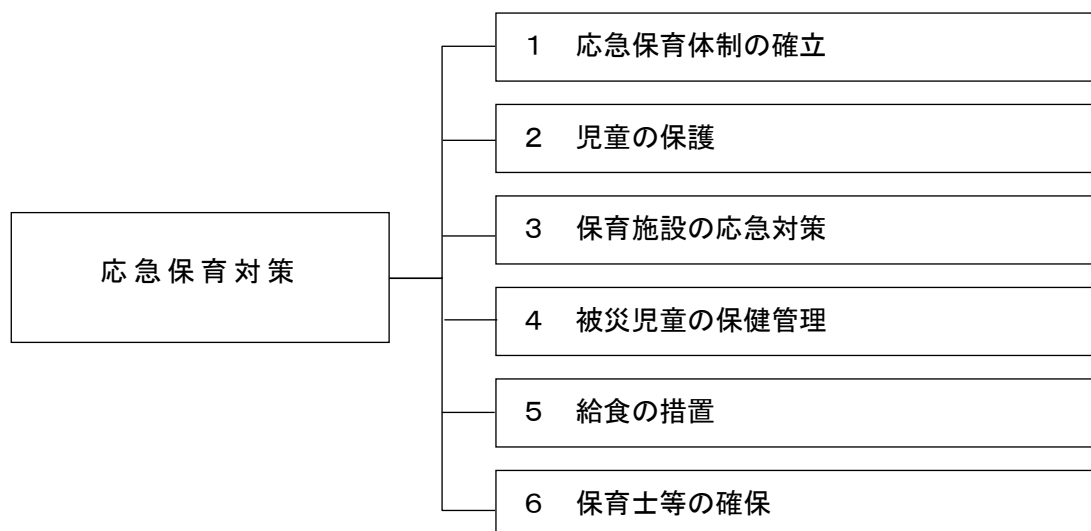 応急保育対策
１　応急保育体制の確立
２　児童の保護
３　保育施設の応急対策
４　被災児童の保健管理
５　給食の措置
６　保育士等の確保